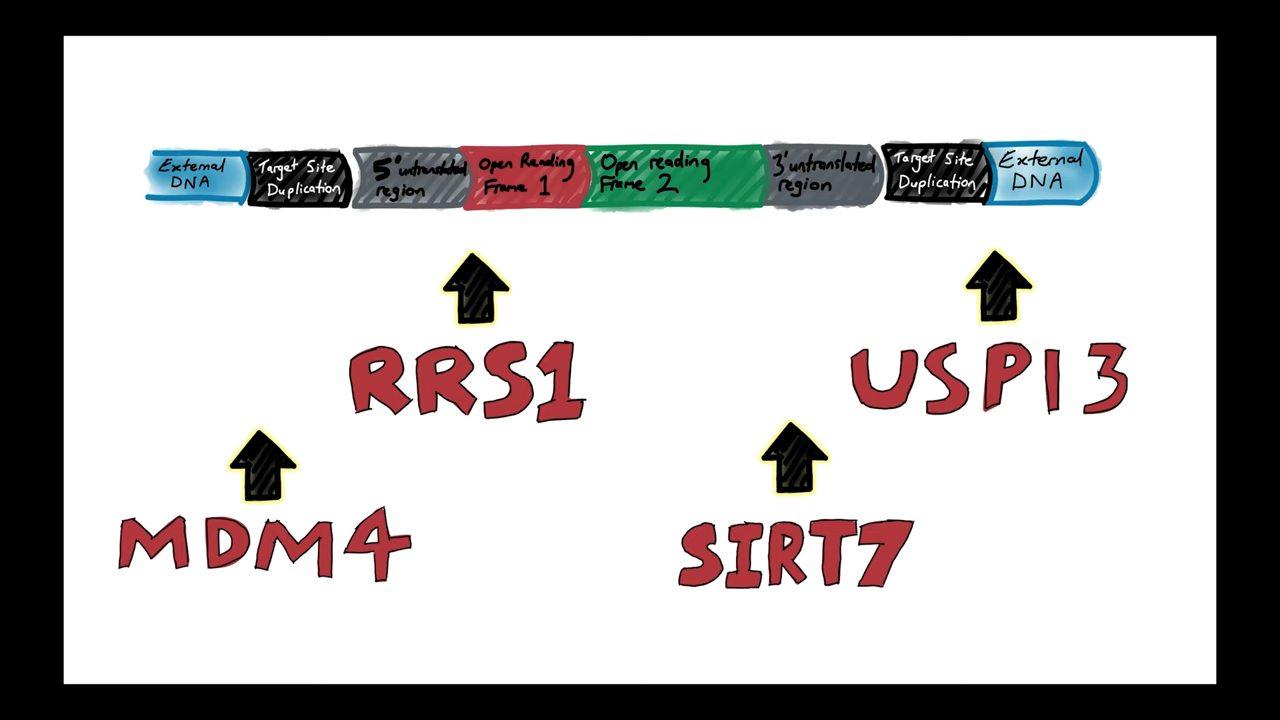 External
DNA
Target Site
Duplication
5' untranslated
region
Open Reading
Frame 1
Open reading
Frame 2
3' untranslated
region
Target Site
Duplication
External
DNA
RRS1
USP13
MDM4
SIRT7